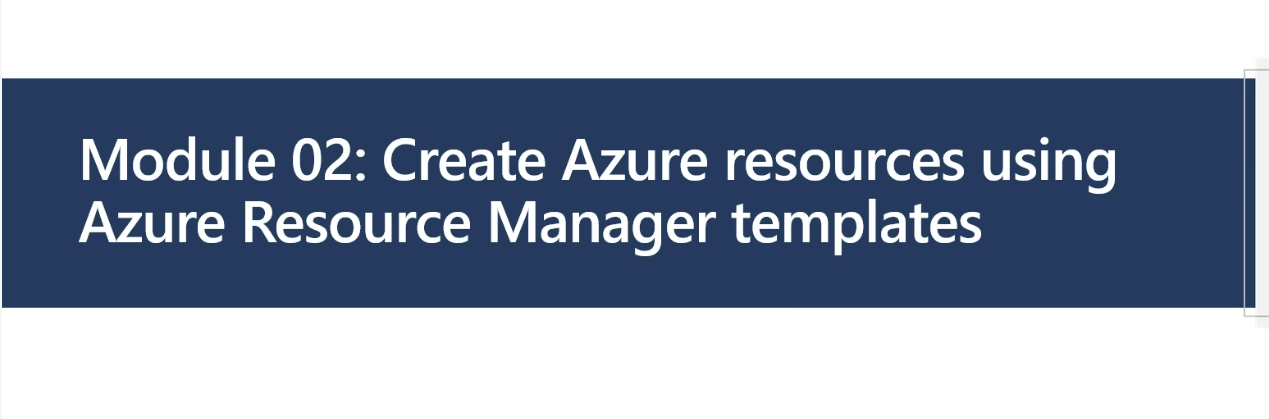 Module 02: Create Azure resources using
Azure Resource Manager templates